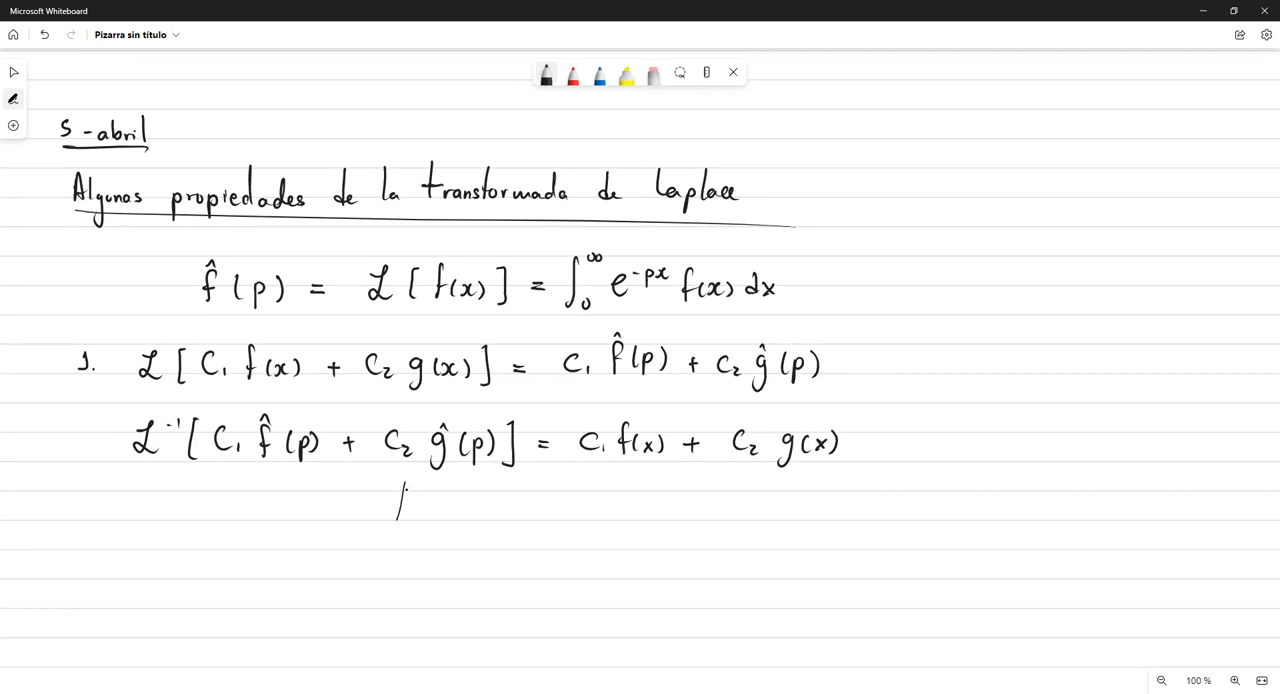 Microsoft Whiteboard
Pizarra sin título
5 - abril
Algunas propiedades de la transformada de Laplace
f̂(p) = ℒ[f(x)] = ∫₀^∞ e^{-px} f(x) dx
1. ℒ[C₁ f(x) + C₂ g(x)] = C₁ f̂(p) + C₂ ĝ(p)
ℒ⁻¹[C₁ f̂(p) + C₂ ĝ(p)] = C₁ f(x) + C₂ g(x)
100 %